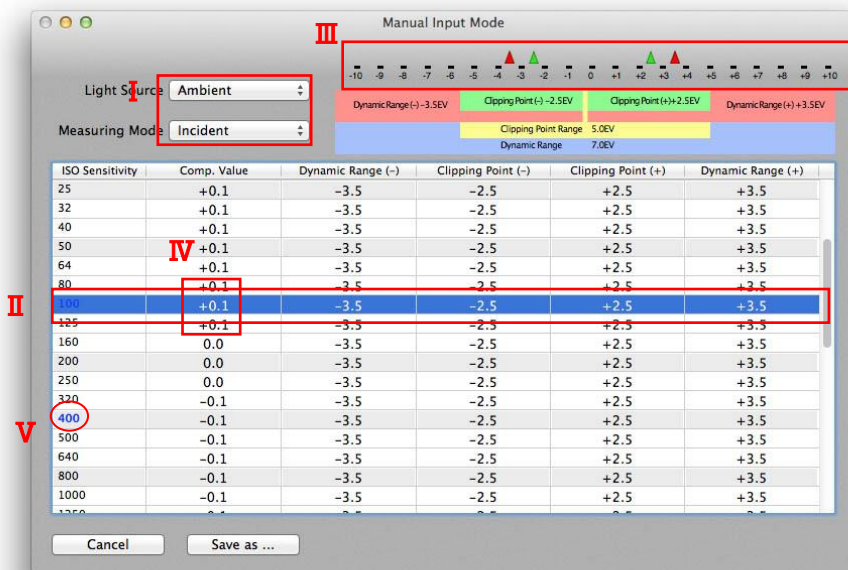 Manual Input Mode
Ⅲ
-10 -9 -8 -7 -6 -5 -4 -3 -2 -1 0 +1 +2 +3 +4 +5 +6 +7 +8 +9 +10
Light Source Ambient
Ⅰ
Measuring Mode Incident
Dynamic Range (-) -3.5EV Clipping Point (-) -2.5EV Clipping Point (+)+2.5EV Dynamic Range (+) +3.5EV
Clipping Point Range 5.0EV
Dynamic Range 7.0EV
ISO Sensitivity Comp. Value Dynamic Range (-) Clipping Point (-) Clipping Point (+) Dynamic Range (+)
25 +0.1 -3.5 -2.5 +2.5 +3.5
32 +0.1 -3.5 -2.5 +2.5 +3.5
40 +0.1 -3.5 -2.5 +2.5 +3.5
50 +0.1 -3.5 -2.5 +2.5 +3.5
Ⅳ
64 +0.1 -3.5 -2.5 +2.5 +3.5
80 +0.1 -3.5 -2.5 +2.5 +3.5
Ⅱ
100 +0.1 -3.5 -2.5 +2.5 +3.5
125 +0.1 -3.5 -2.5 +2.5 +3.5
160 0.0 -3.5 -2.5 +2.5 +3.5
200 0.0 -3.5 -2.5 +2.5 +3.5
250 0.0 -3.5 -2.5 +2.5 +3.5
320 -0.1 -3.5 -2.5 +2.5 +3.5
Ⅴ
400 -0.1 -3.5 -2.5 +2.5 +3.5
500 -0.1 -3.5 -2.5 +2.5 +3.5
640 -0.1 -3.5 -2.5 +2.5 +3.5
800 -0.1 -3.5 -2.5 +2.5 +3.5
1000 -0.1 -3.5 -2.5 +2.5 +3.5
Cancel Save as ...